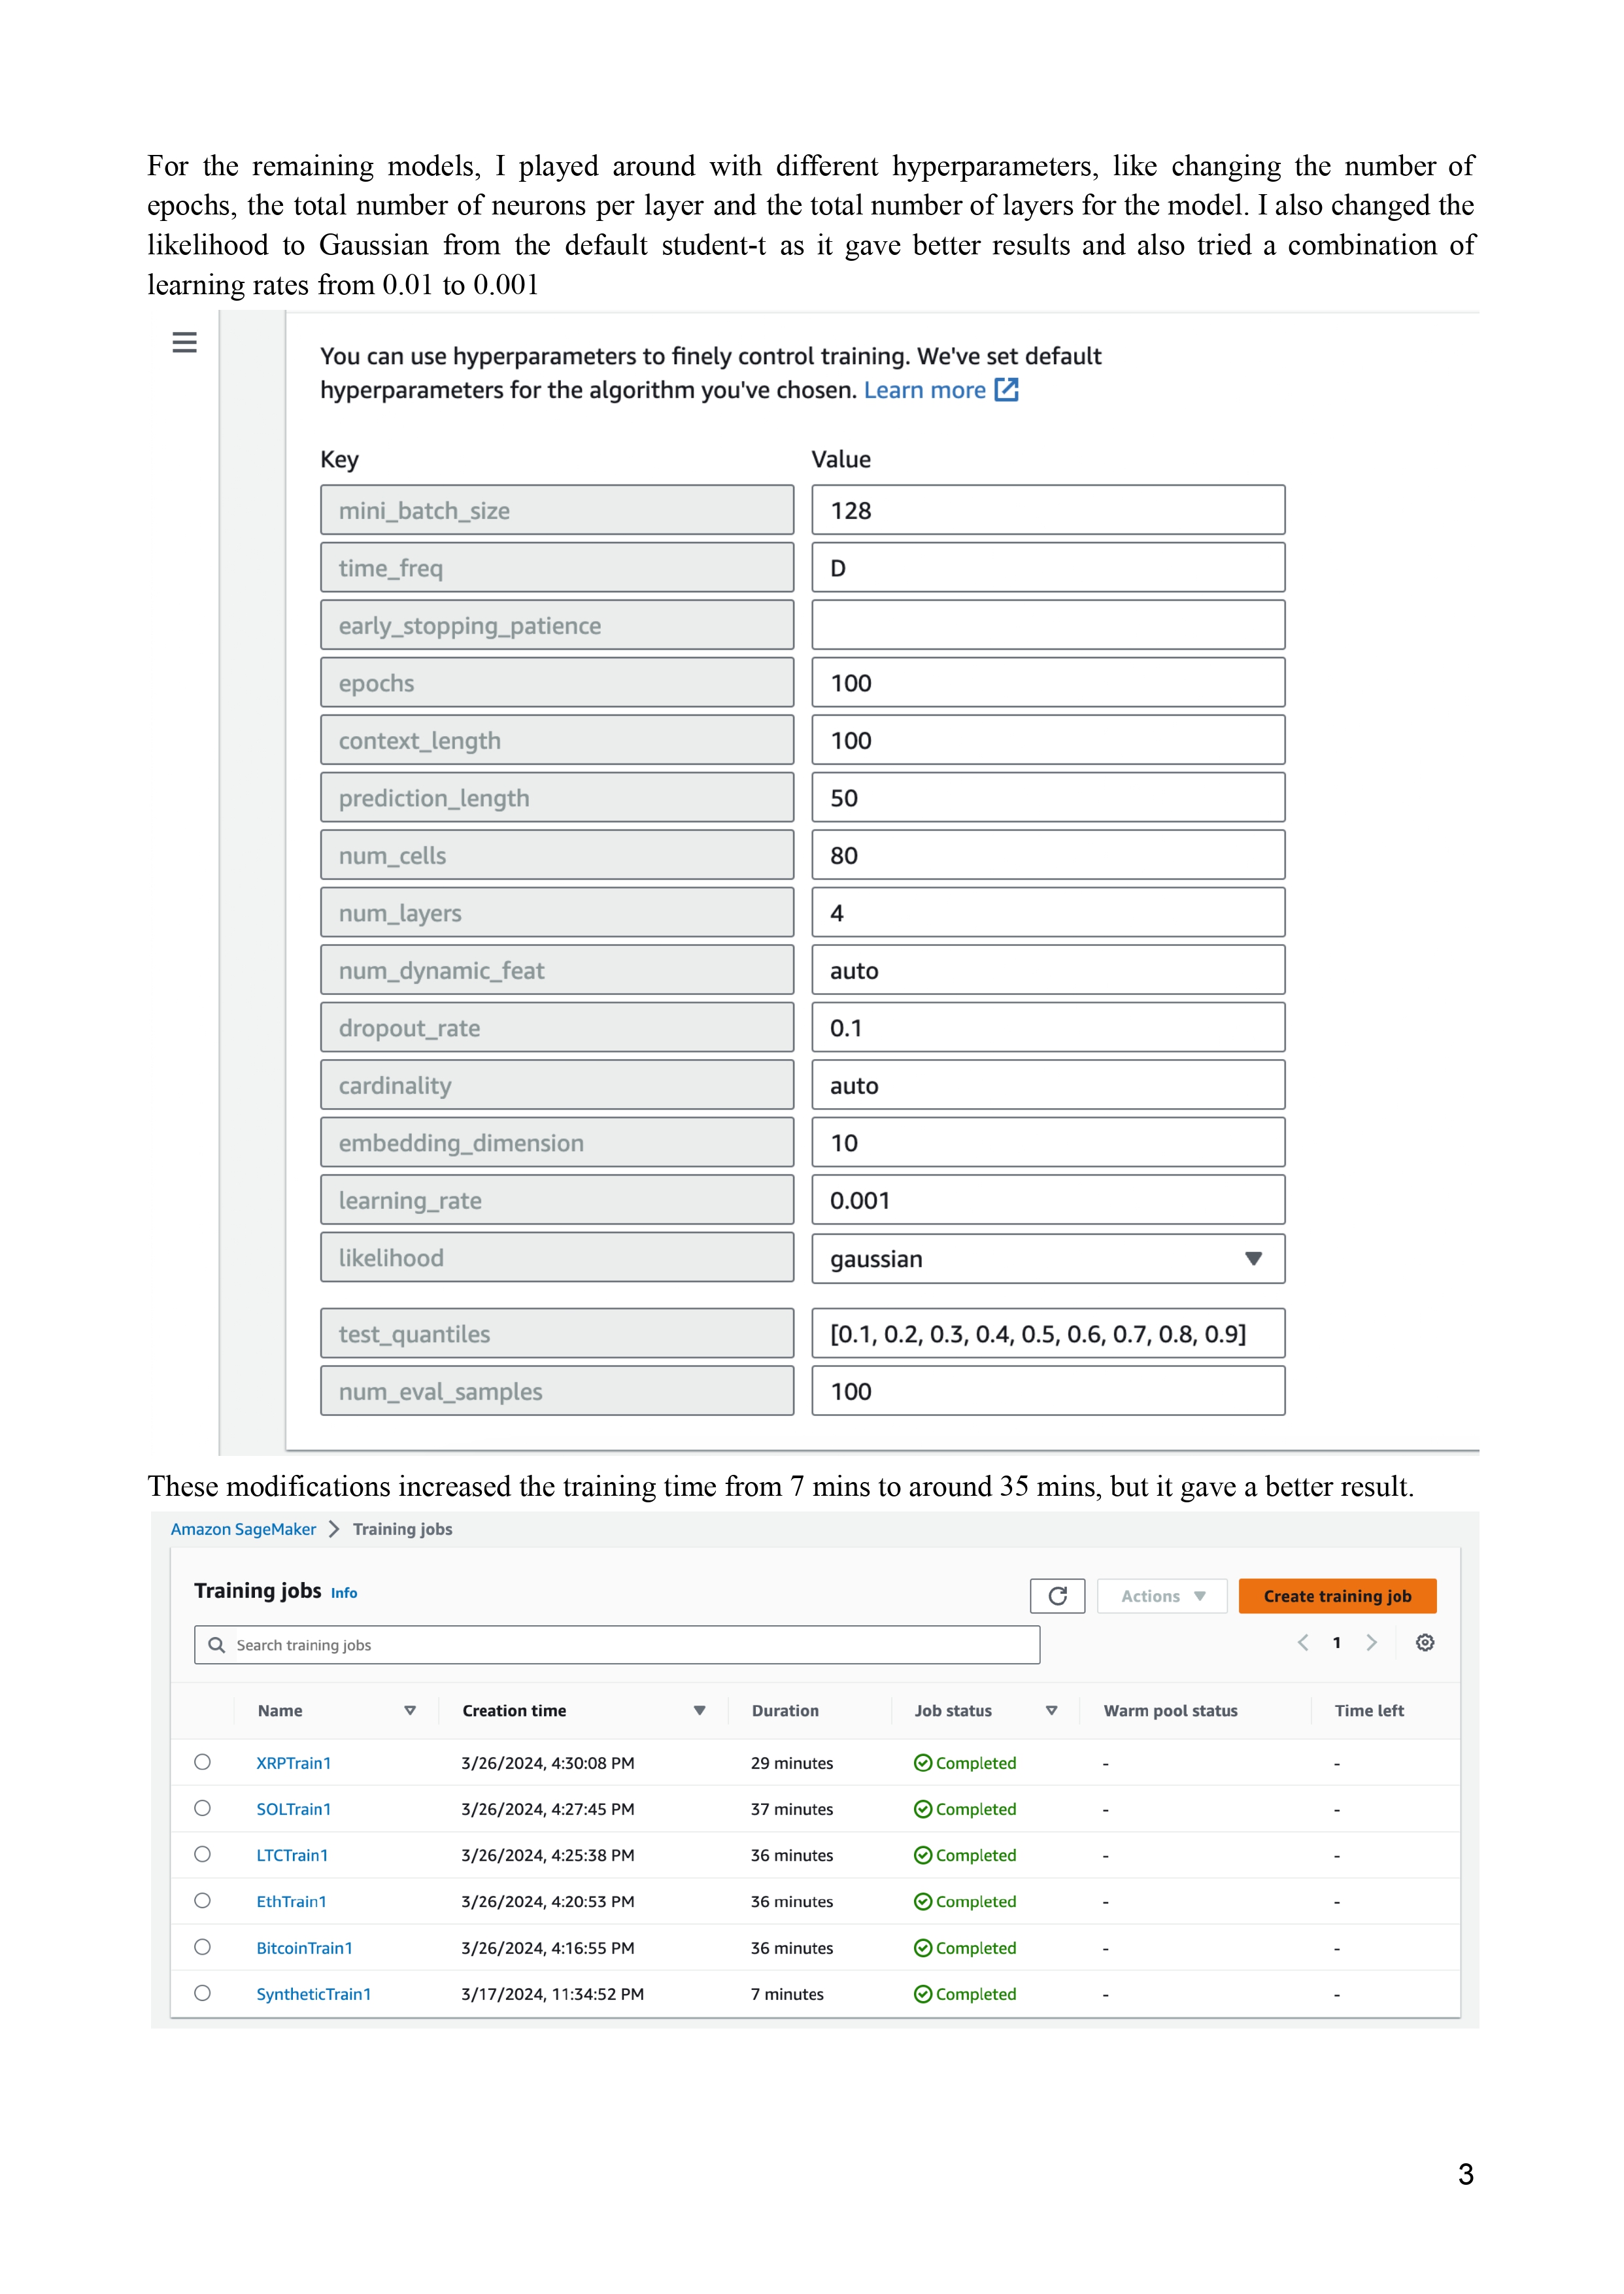 For the remaining models, I played around with different hyperparameters, like changing the number of
epochs, the total number of neurons per layer and the total number of layers for the model. I also changed the
likelihood to Gaussian from the default student-t as it gave better results and also tried a combination of
learning rates from 0.01 to 0.001
You can use hyperparameters to finely control training. We've set default
hyperparameters for the algorithm you've chosen. Learn more
Key Value
mini_batch_size 128
time_freq D
early_stopping_patience
epochs 100
context_length 100
prediction_length 50
num_cells 80
num_layers 4
num_dynamic_feat auto
dropout_rate 0.1
cardinality auto
embedding_dimension 10
learning_rate 0.001
likelihood gaussian
test_quantiles [0.1, 0.2, 0.3, 0.4, 0.5, 0.6, 0.7, 0.8, 0.9]
num_eval_samples 100
These modifications increased the training time from 7 mins to around 35 mins, but it gave a better result.
Amazon SageMaker > Training jobs
Training jobs Info Actions Create training job
Search training jobs < 1 >
Name Creation time Duration Job status Warm pool status Time left
XRPTrain1 3/26/2024, 4:30:08 PM 29 minutes Completed - -
SOLTrain1 3/26/2024, 4:27:45 PM 37 minutes Completed - -
LTCTrain1 3/26/2024, 4:25:38 PM 36 minutes Completed - -
EthTrain1 3/26/2024, 4:20:53 PM 36 minutes Completed - -
BitcoinTrain1 3/26/2024, 4:16:55 PM 36 minutes Completed - -
SyntheticTrain1 3/17/2024, 11:34:52 PM 7 minutes Completed - -
3